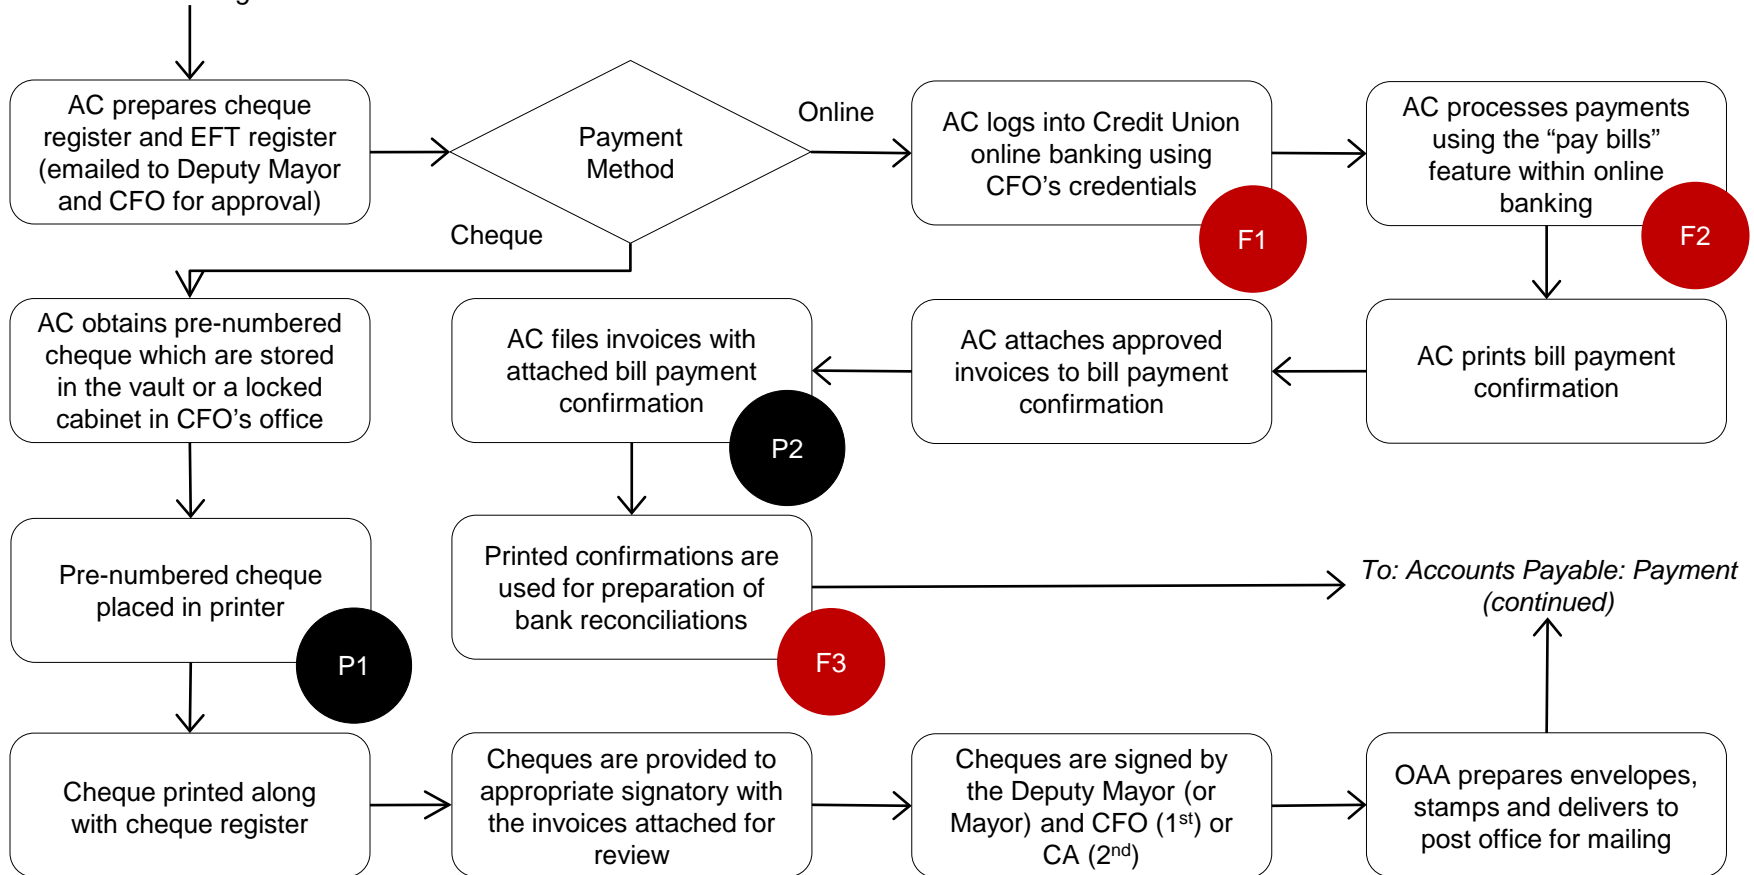 AC prepares cheque
register and EFT register
(emailed to Deputy Mayor
and CFO for approval)
Payment
Method
Online
Cheque
AC logs into Credit Union
online banking using
CFO’s credentials
F1
AC processes payments
using the “pay bills”
feature within online
banking
F2
AC obtains pre-numbered
cheque which are stored
in the vault or a locked
cabinet in CFO’s office
AC files invoices with
attached bill payment
confirmation
P2
AC attaches approved
invoices to bill payment
confirmation
AC prints bill payment
confirmation
Pre-numbered cheque
placed in printer
P1
Printed confirmations are
used for preparation of
bank reconciliations
F3
To: Accounts Payable: Payment
(continued)
Cheque printed along
with cheque register
Cheques are provided to
appropriate signatory with
the invoices attached for
review
Cheques are signed by
the Deputy Mayor (or
Mayor) and CFO (1st) or
CA (2nd)
OAA prepares envelopes,
stamps and delivers to
post office for mailing